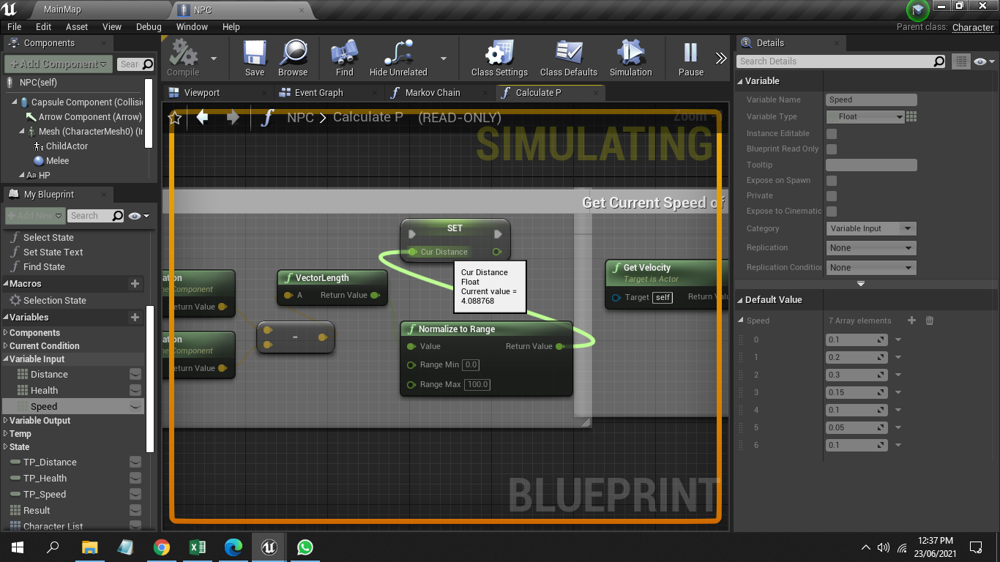 MainMap
NPC
File Edit Asset View Debug Window Help
Parent class: Character
Components
+ Add Component
Sear
NPC(self)
Capsule Component (Collisi
Arrow Component (Arrow)
Mesh (CharacterMesh0) (I
ChildActor
Melee
HP
My Blueprint
+ Add New
Search
Select State
Set State Text
Find State
Macros
Selection State
Variables
Components
Current Condition
Variable Input
Distance
Health
Speed
Variable Output
Temp
State
TP_Distance
TP_Health
TP_Speed
Result
Character List
Compile Save Browse Find Hide Unrelated Class Settings Class Defaults Simulation Pause
Viewport Event Graph Markov Chain Calculate P
NPC > Calculate P (READ-ONLY)
Zoom -1
SIMULATING
Get Current Speed of
SET
Cur Distance
Cur Distance
Float
Current value =
4.088768
ation
ne Component
eturn Value
VectorLength
A Return Value
-
ation
ne Component
eturn Value
Normalize to Range
Value Return Value
Range Min 0.0
Range Max 100.0
Get Velocity
Target is Actor
Target self Return Val
BLUEPRINT
Details
Search Details
Variable
Variable Name Speed
Variable Type Float
Instance Editable
Blueprint Read Only
Tooltip
Expose on Spawn
Private
Expose to Cinematic
Category Variable Input
Replication None
Replication Condition None
Default Value
Speed 7 Array elements
0 0.1
1 0.2
2 0.3
3 0.15
4 0.1
5 0.05
6 0.1
12:37 PM
23/06/2021